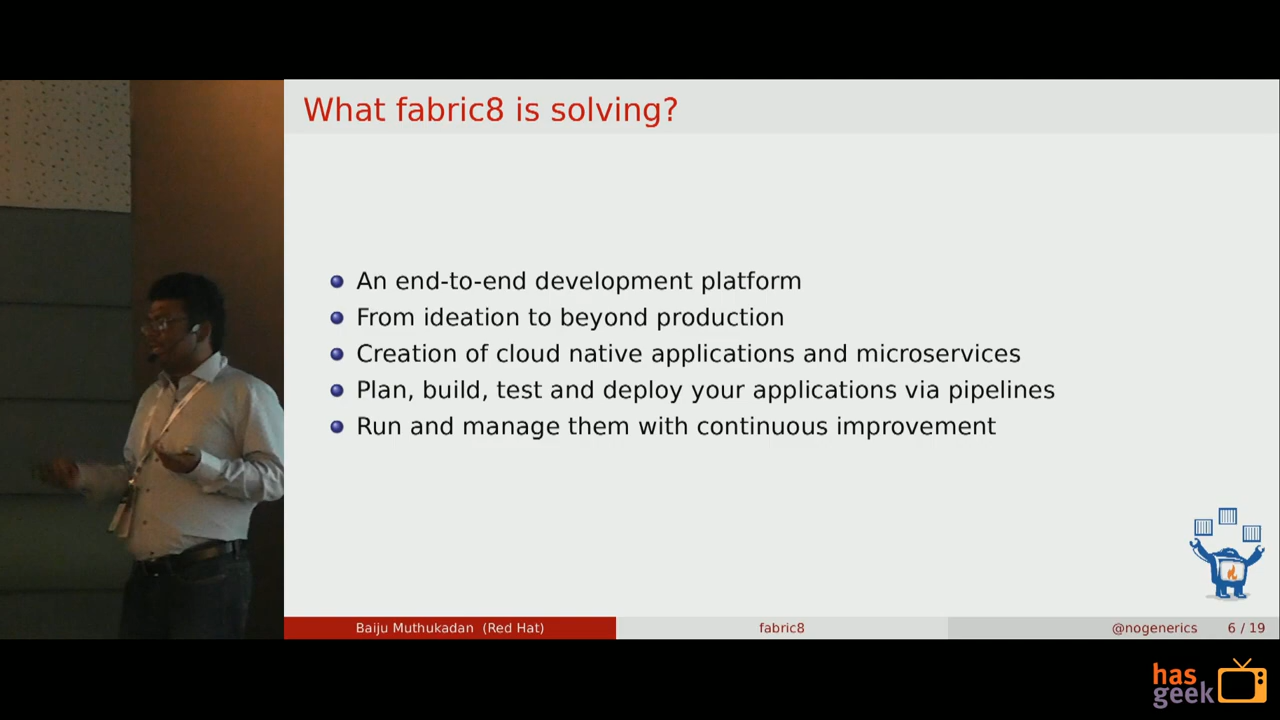 What fabric8 is solving?
An end-to-end development platform
From ideation to beyond production
Creation of cloud native applications and microservices
Plan, build, test and deploy your applications via pipelines
Run and manage them with continuous improvement
Baiju Muthukadan (Red Hat)
fabric8
@nogenerics
6 / 19
has
geek